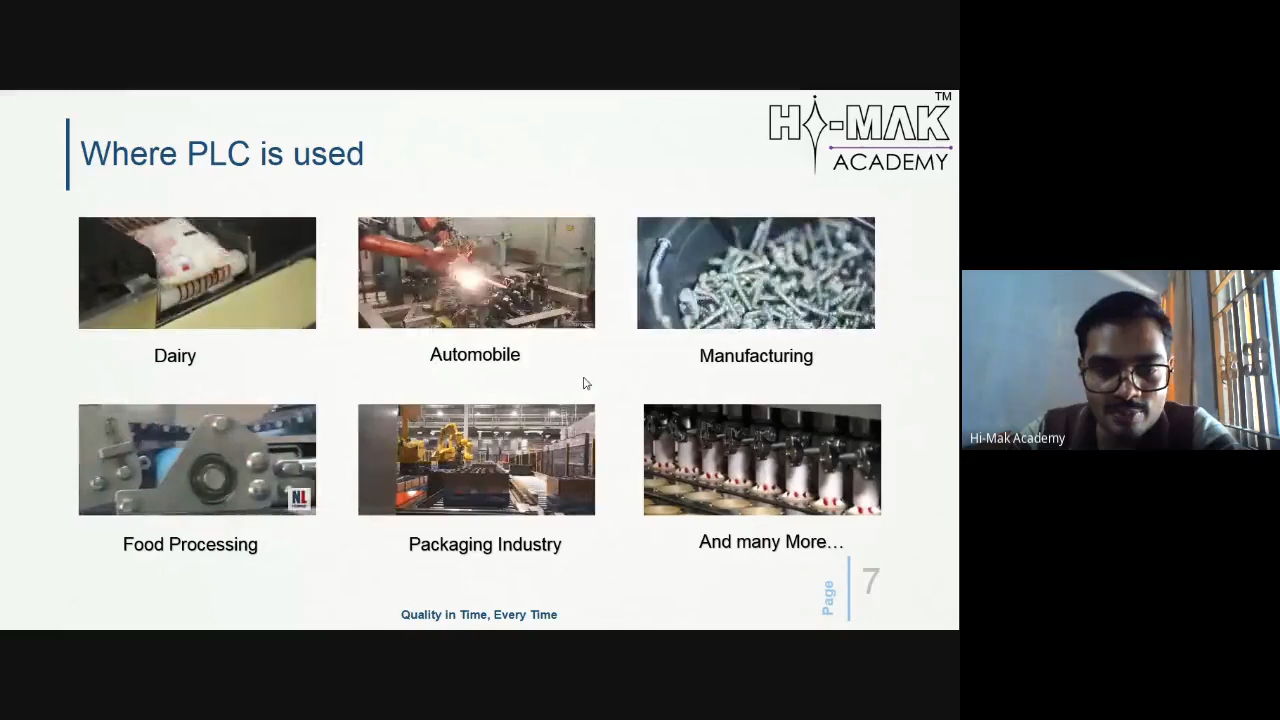 TM
HI-MAK
ACADEMY
Where PLC is used
Dairy
Automobile
Manufacturing
NL
Food Processing
Packaging Industry
And many More...
Page
7
Quality in Time, Every Time
Hi-Mak Academy